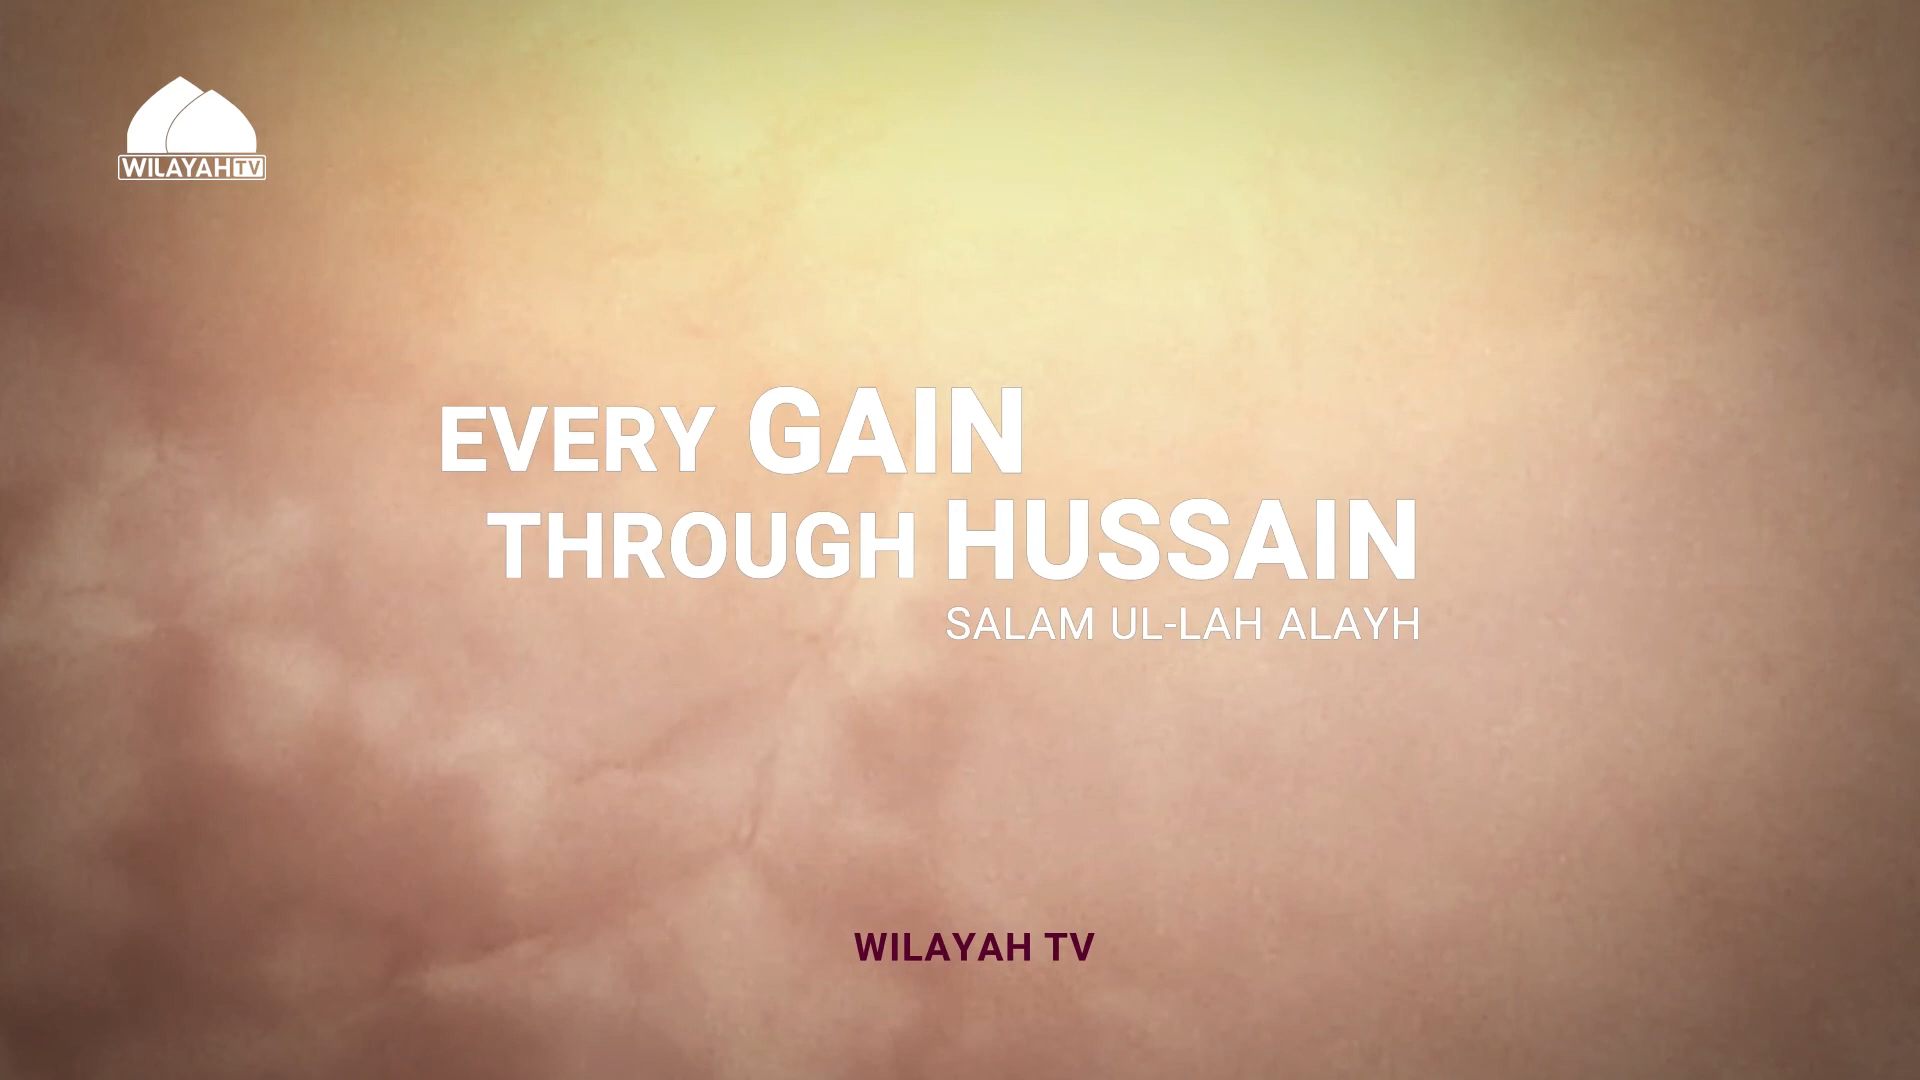 WILAYAH TV
EVERY GAIN
THROUGH HUSSAIN
SALAM UL-LAH ALAYH
WILAYAH TV